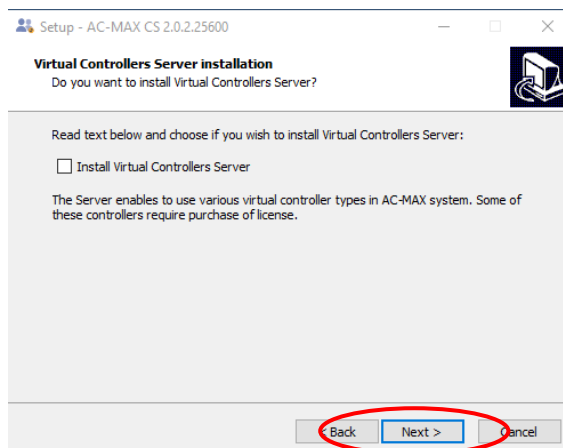 Setup - AC-MAX CS 2.0.2.25600
Virtual Controllers Server installation
Do you want to install Virtual Controllers Server?
Read text below and choose if you wish to install Virtual Controllers Server:
Install Virtual Controllers Server
The Server enables to use various virtual controller types in AC-MAX system. Some of
these controllers require purchase of license.
< Back Next > Cancel